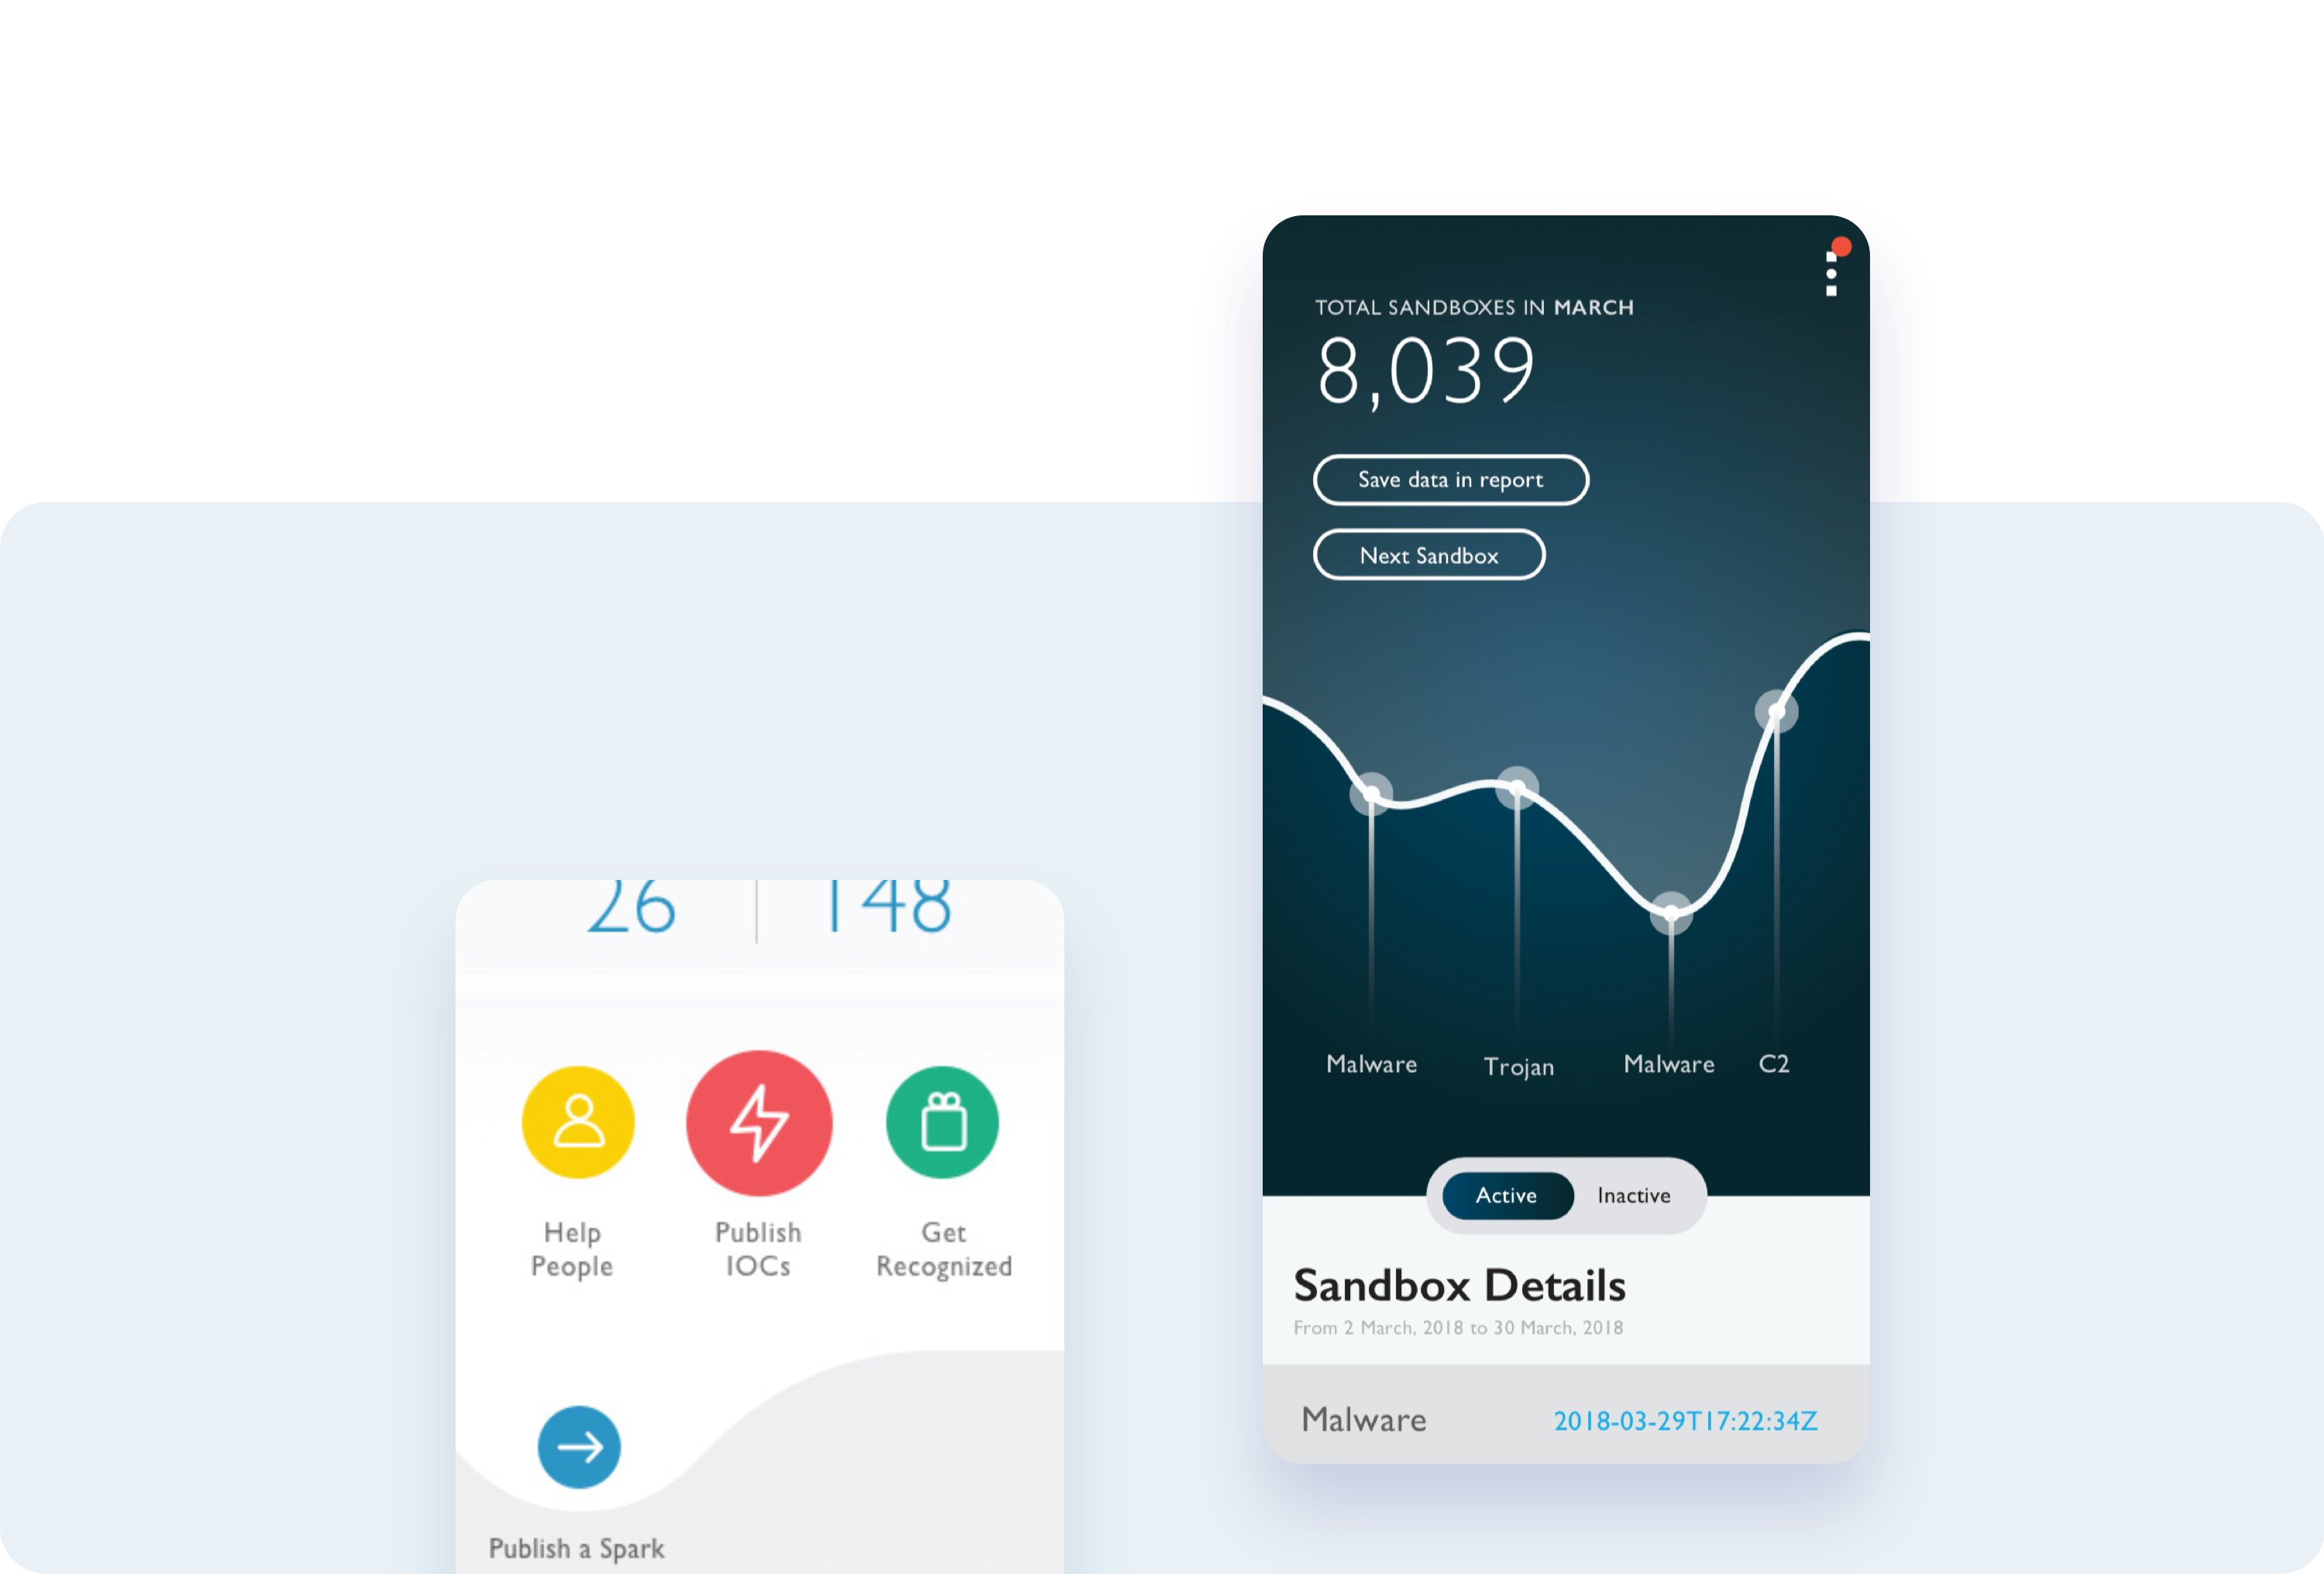 TOTAL SANDBOXES IN MARCH
8,039
Save data in report
Next Sandbox
Malware Trojan Malware C2
Active Inactive
Sandbox Details
From 2 March, 2018 to 30 March, 2018
Malware 2018-03-29T17:22:34Z
26 148
Help People
Publish IOCs
Get Recognized
Publish a Spark